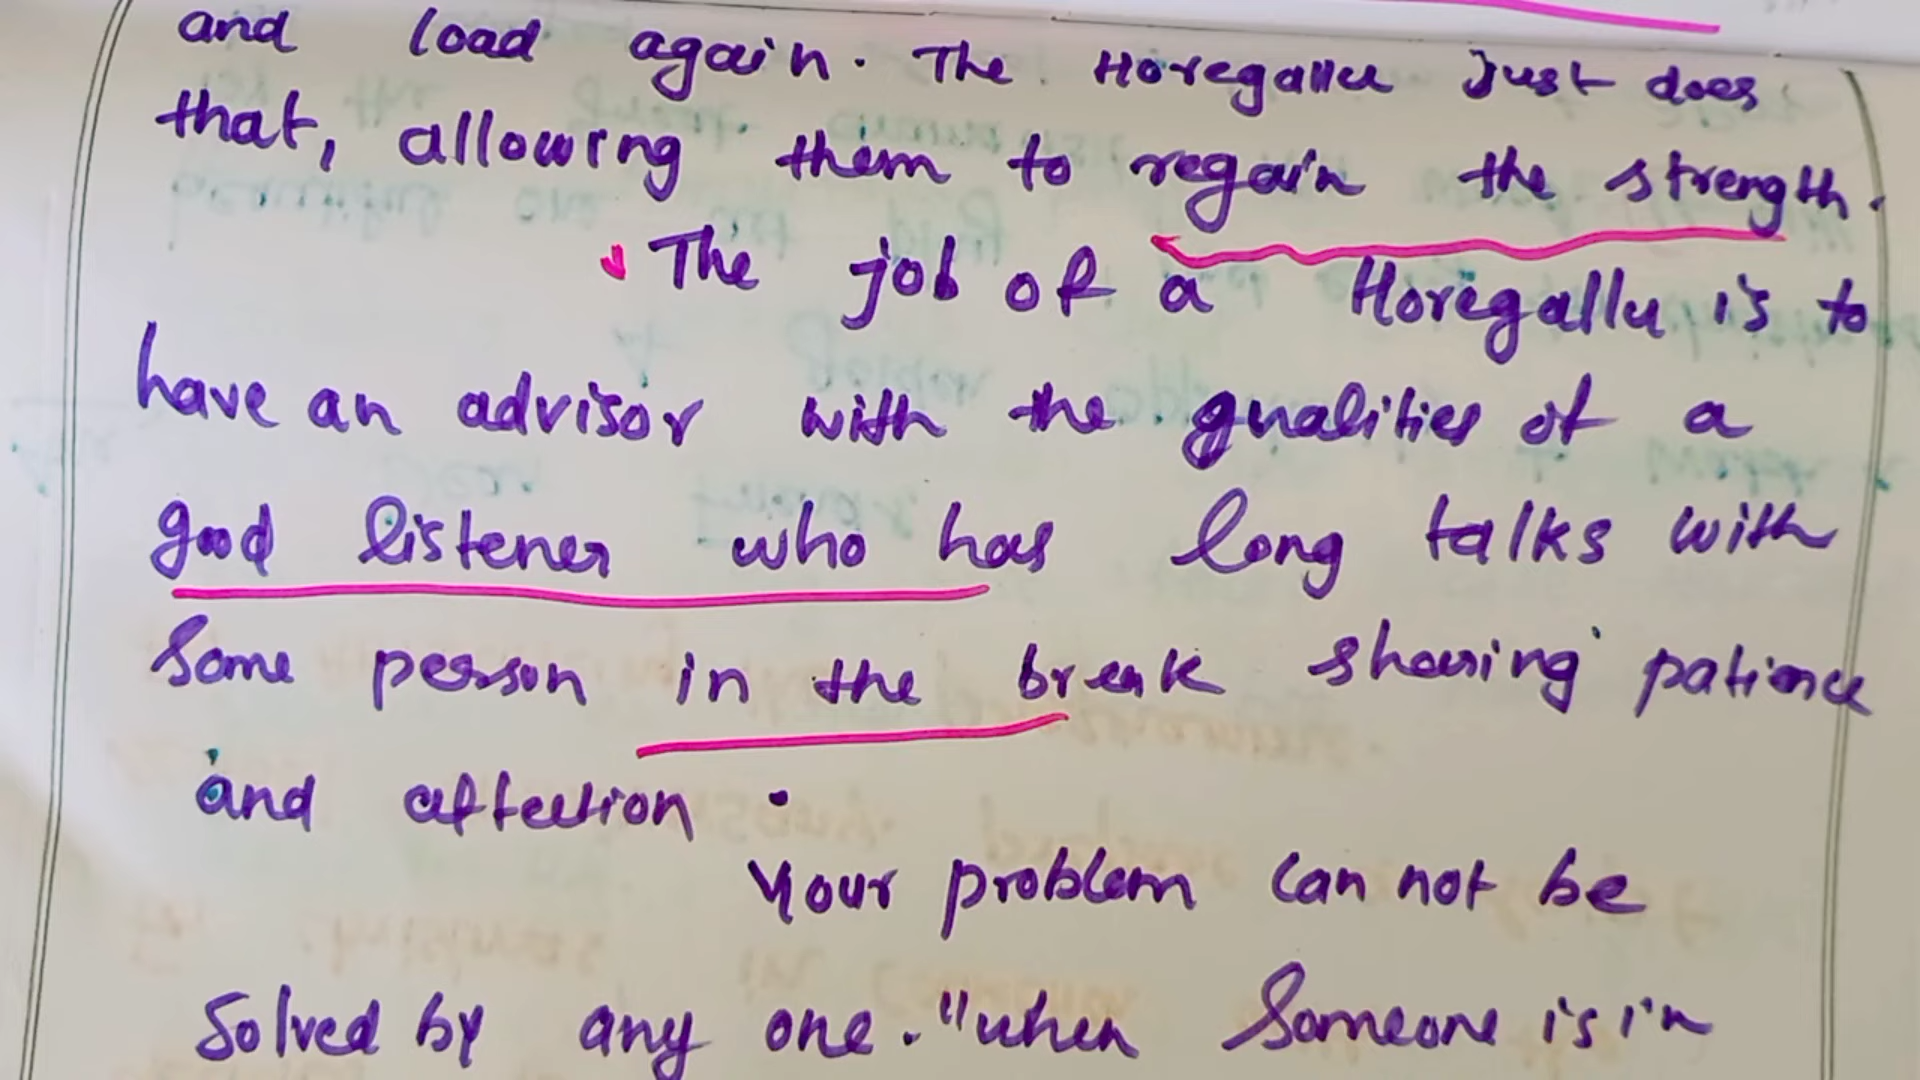 and load again. The Horegallu Just does
that, allowing them to regain the strength.
The job of a Horegallu is to
have an advisor with the qualities of a
good listener who has long talks with
Some person in the break sharing patience
and affection.
Your problem can not be
Solved by any one. "when Someone is in